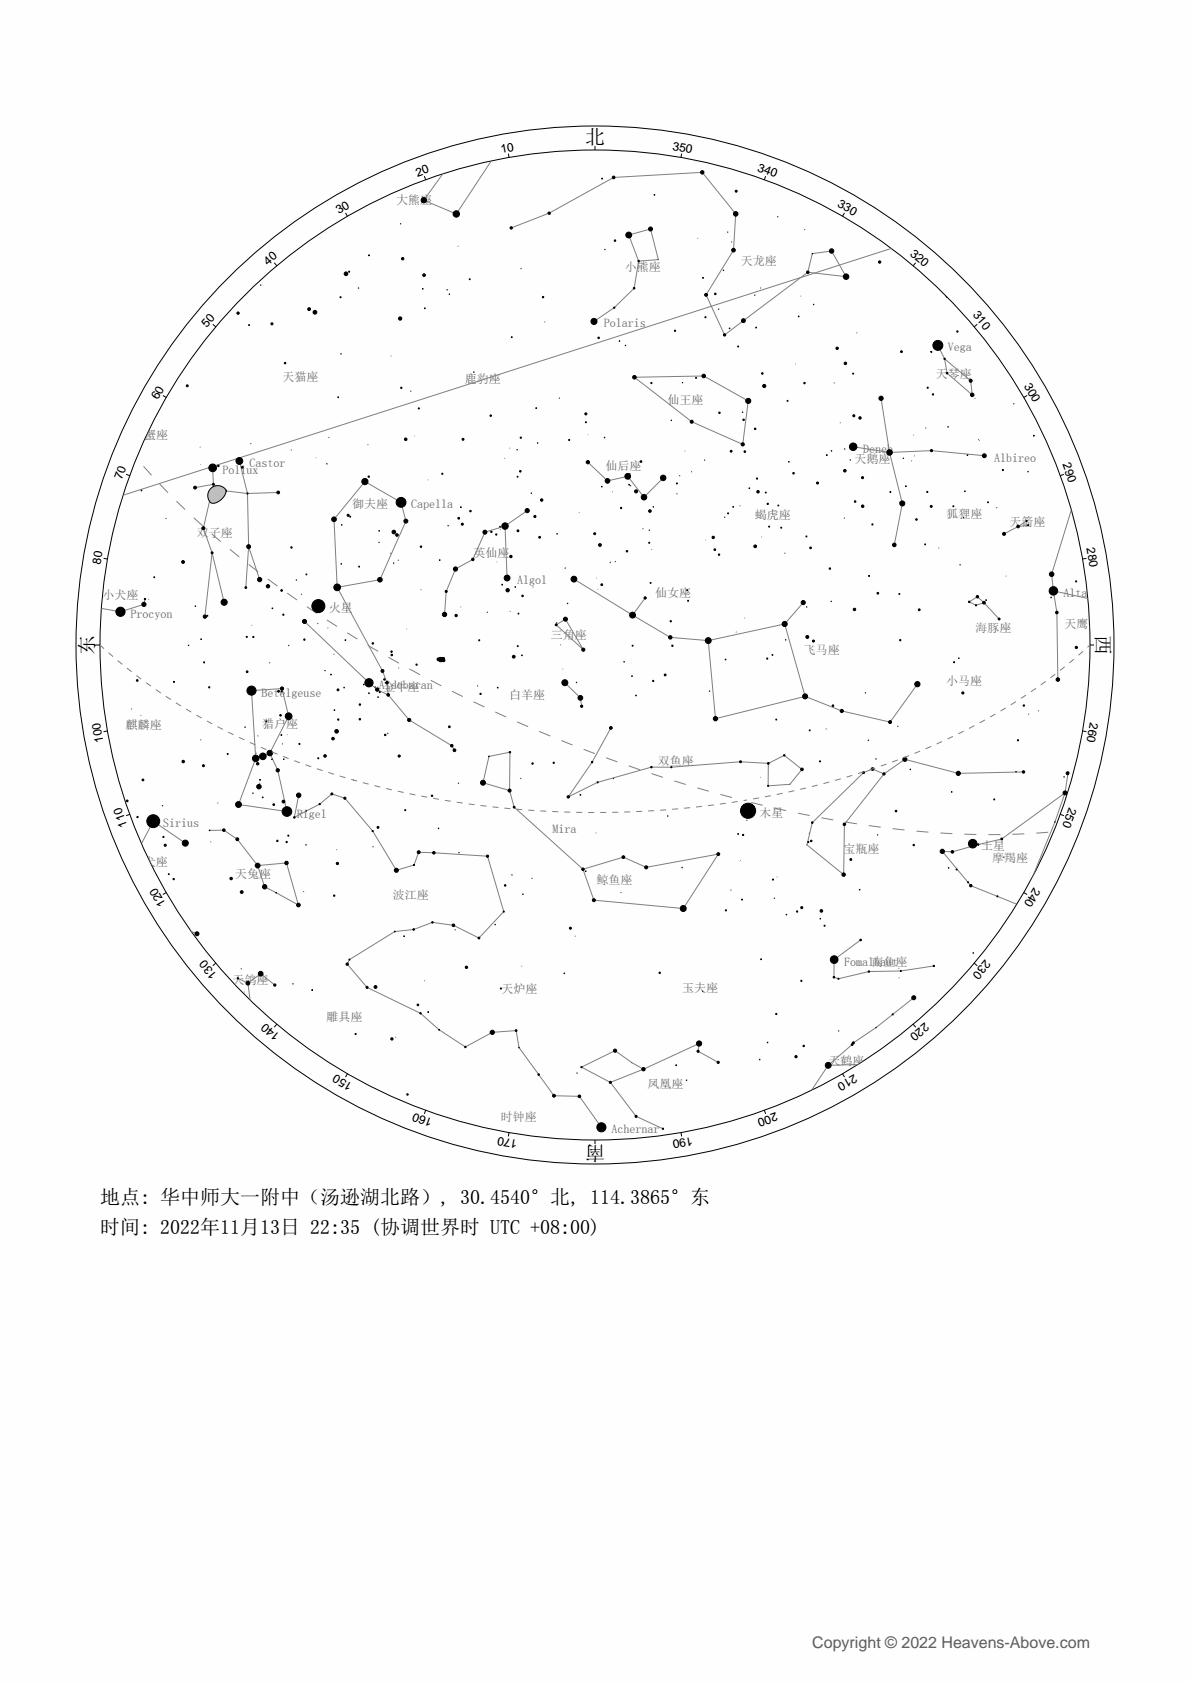 北
10
350
20
340
大熊座
30
330
小熊座
天龙座
40
320
50
Polaris
310
Vega
天琴座
天猫座
鹿豹座
60
仙王座
300
蟹座
Deneb
天鹅座
Albireo
70
Pollux
Castor
仙后座
290
御夫座
Capella
蝎虎座
狐狸座
天箭座
双子座
80
英仙座
280
Algol
仙女座
Alta
小犬座
Procyon
火星
三角座
海豚座
天鹰
东
飞马座
西
Aldebaran
金牛座
Betelgeuse
白羊座
小马座
猎户座
麒麟座
100
260
双鱼座
110
Sirius
Rigel
Mira
木星
250
宝瓶座
土星
摩羯座
犬座
天兔座
120
波江座
鲸鱼座
240
Fomalhaut
南鱼座
130
天鸽座
230
天炉座
玉夫座
雕具座
140
220
天鹤座
150
凤凰座
210
160
时钟座
Achernar
200
170
190
南
地点: 华中师大一附中（汤逊湖北路）, 30.4540° 北, 114.3865° 东
时间: 2022年11月13日 22:35 (协调世界时 UTC +08:00)
Copyright © 2022 Heavens-Above.com